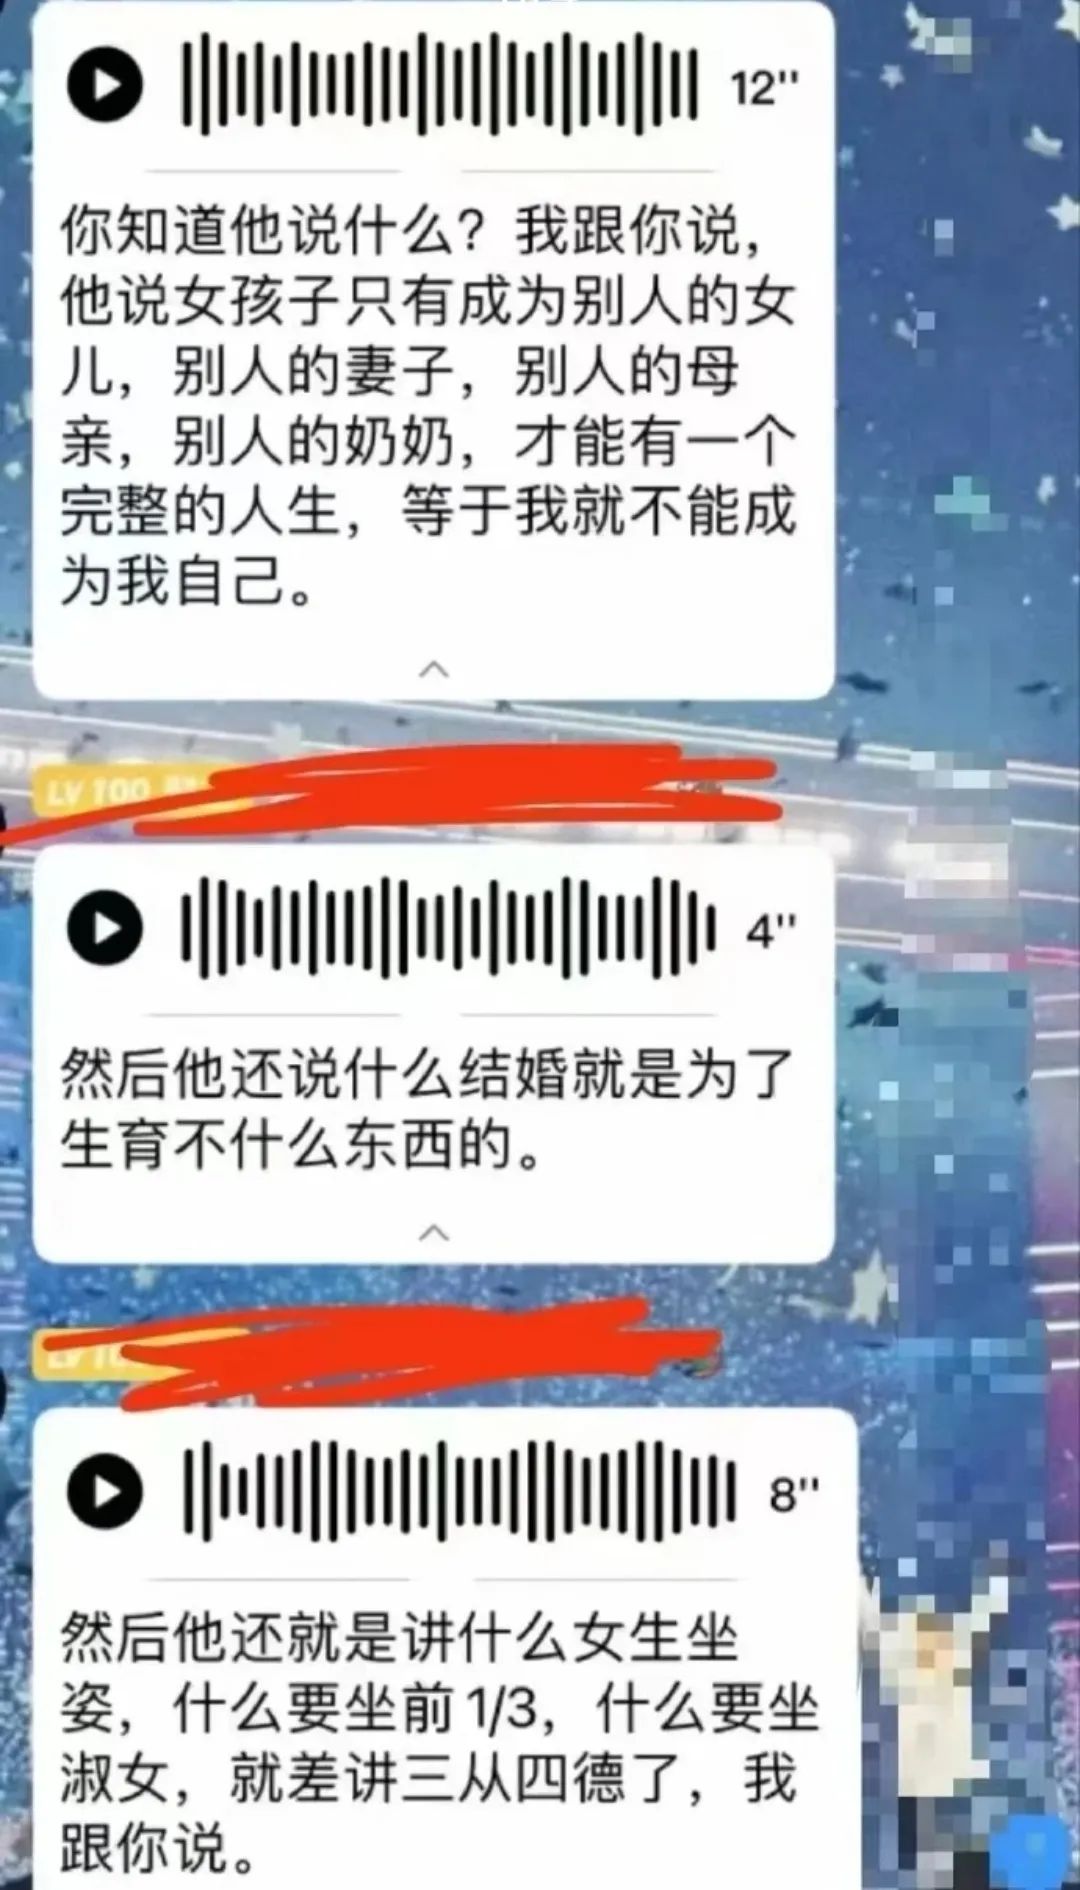 12''
你知道他说什么？我跟你说，
他说女孩子只有成为别人的女
儿，别人的妻子，别人的母
亲，别人的奶奶，才能有一个
完整的人生，等于我就不能成
为我自己。
LV 100
4''
然后他还说什么结婚就是为了
生育不什么东西的。
8''
然后他还就是讲什么女生坐
姿，什么要坐前1/3，什么要坐
淑女，就差讲三从四德了，我
跟你说。